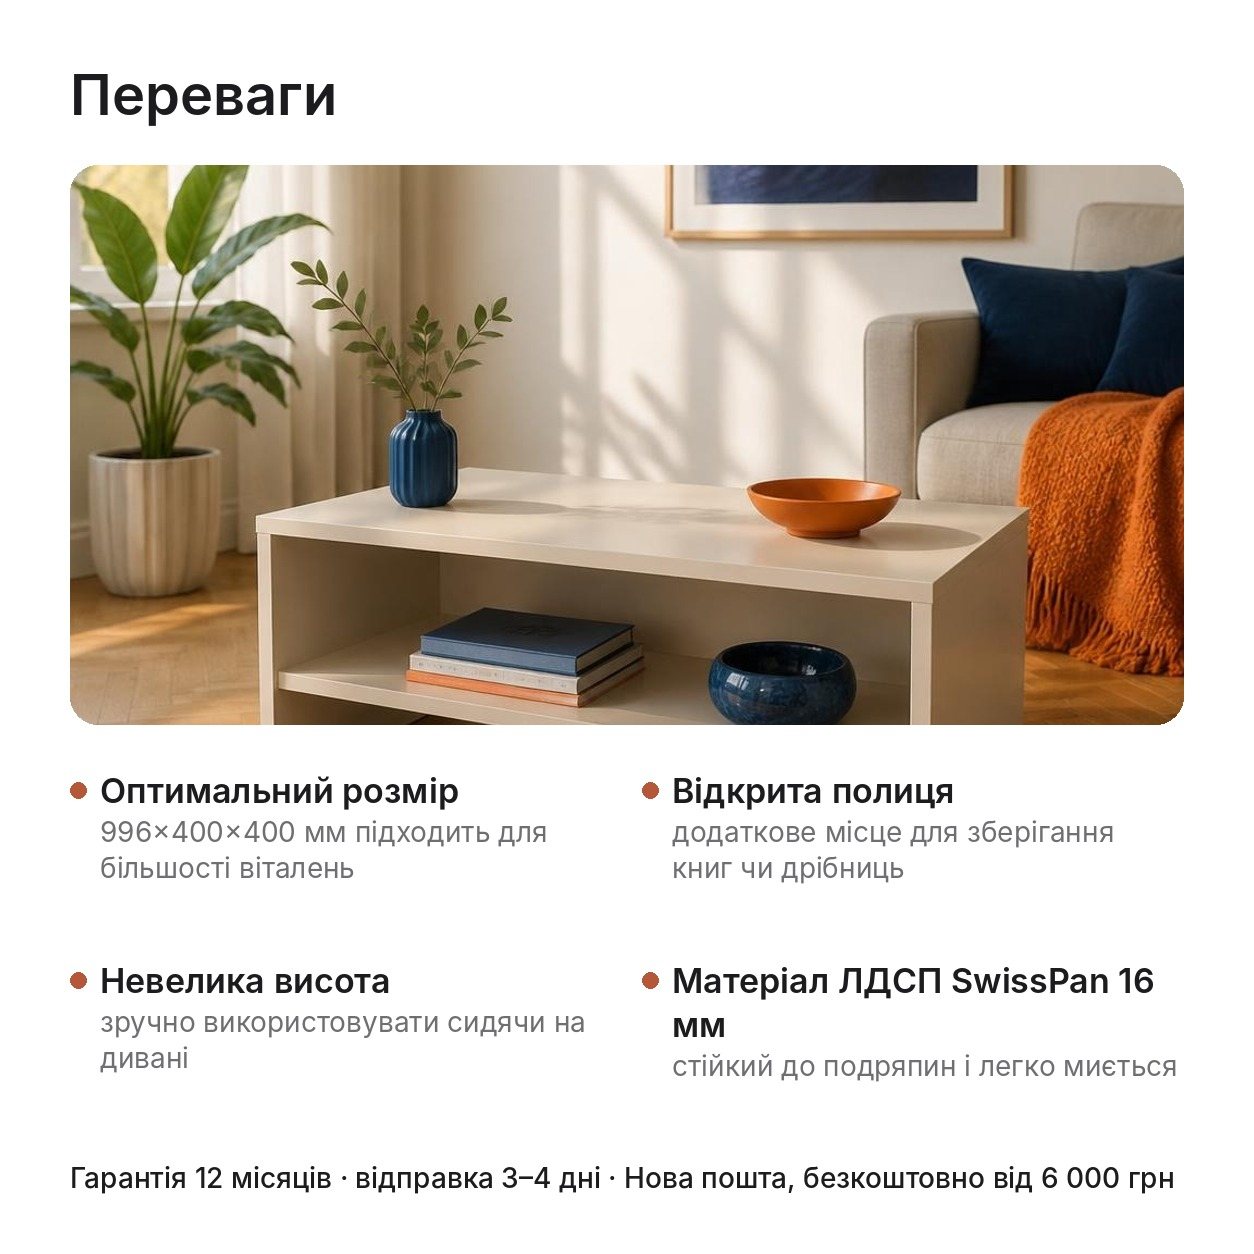 Переваги
Оптимальний розмір
996×400×400 мм підходить для
більшості віталень
Відкрита полиця
додаткове місце для зберігання
книг чи дрібниць
Невелика висота
зручно використовувати сидячи на
дивані
Матеріал ЛДСП SwissPan 16
мм
стійкий до подряпин і легко миється
Гарантія 12 місяців · відправка 3–4 дні · Нова пошта, безкоштовно від 6 000 грн